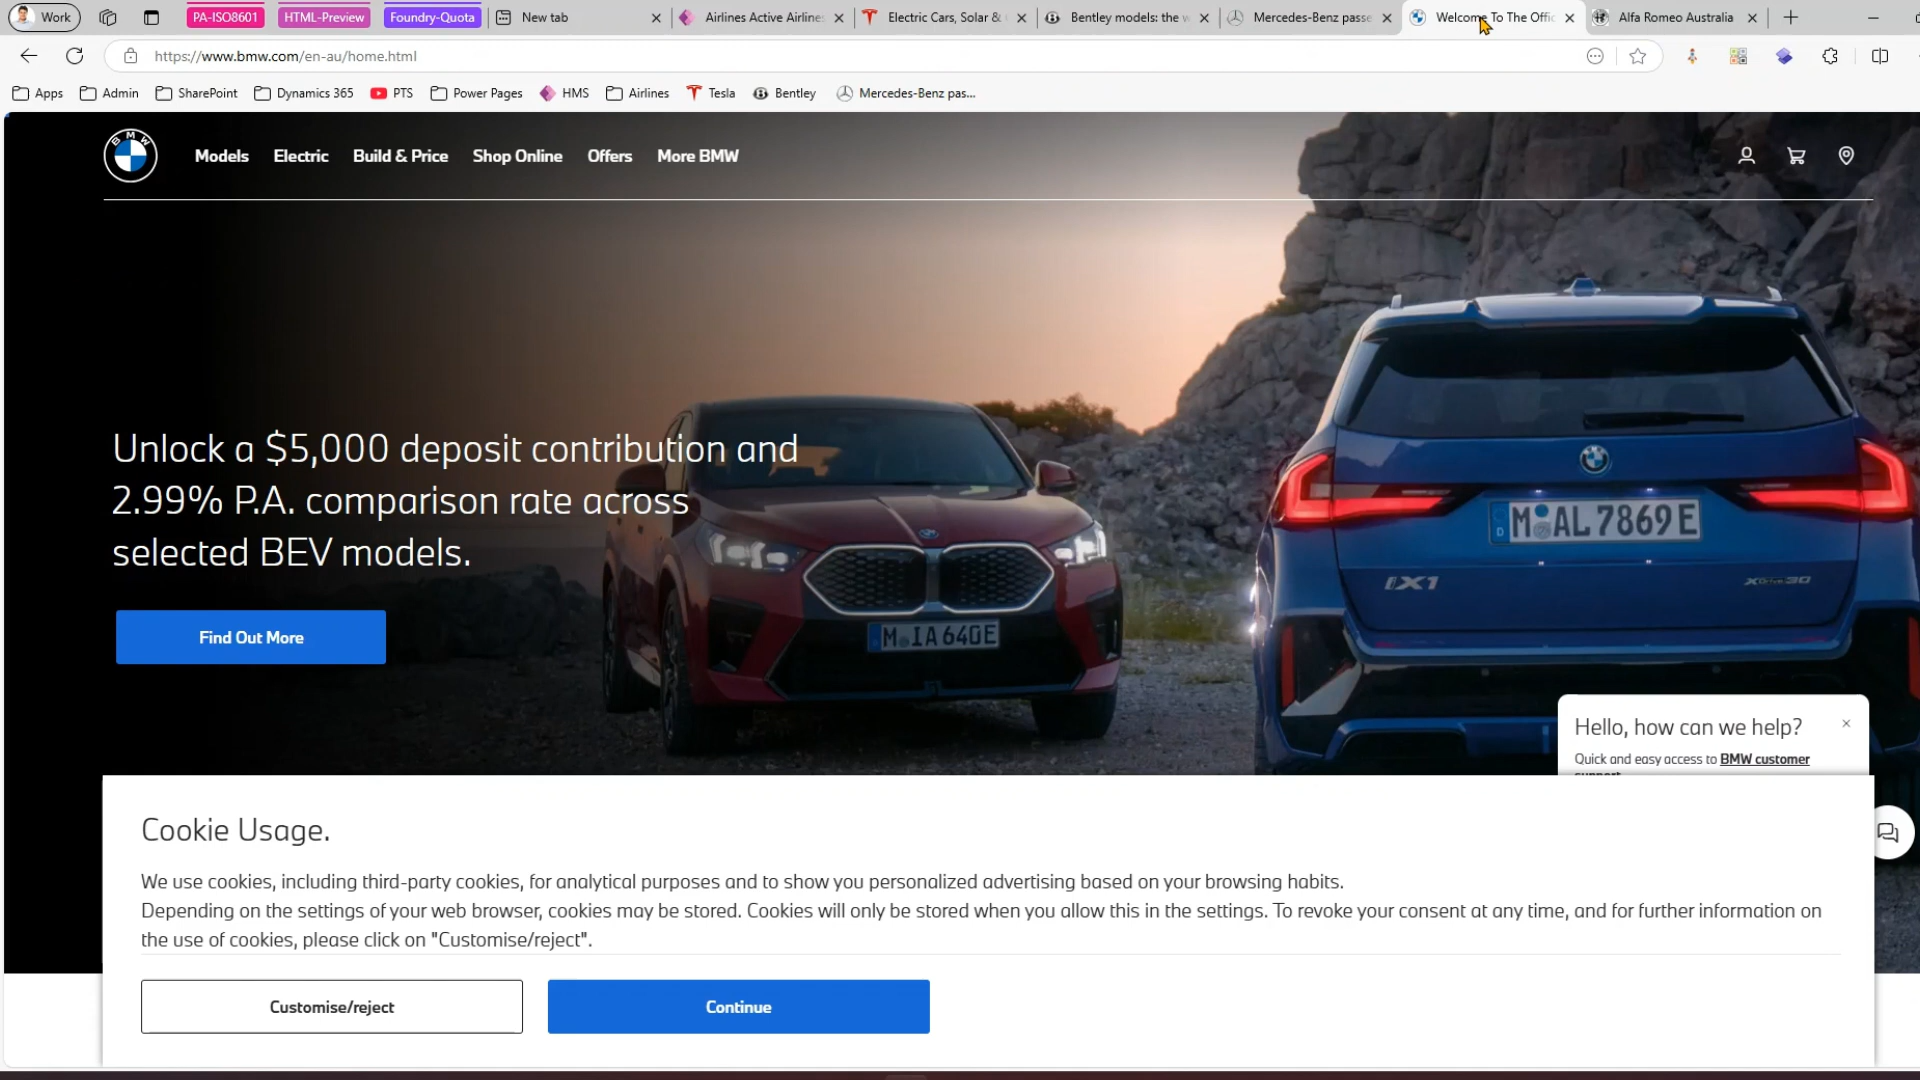 Work
PA-ISO8601
HTML-Preview
Foundry-Quota
New tab
Airlines Active Airlines
Electric Cars, Solar &
Bentley models: the w
Mercedes-Benz passe
Welcome To The Offic
Alfa Romeo Australia
https://www.bmw.com/en-au/home.html
Apps
Admin
SharePoint
Dynamics 365
PTS
Power Pages
HMS
Airlines
Tesla
Bentley
Mercedes-Benz pas...
BMW
Models
Electric
Build & Price
Shop Online
Offers
More BMW
Unlock a $5,000 deposit contribution and
2.99% P.A. comparison rate across
selected BEV models.
Find Out More
M IA 640E
M AL 7869 E
iX1
xDrive30
Hello, how can we help?
Quick and easy access to BMW customer
support
Cookie Usage.
We use cookies, including third-party cookies, for analytical purposes and to show you personalized advertising based on your browsing habits.
Depending on the settings of your web browser, cookies may be stored. Cookies will only be stored when you allow this in the settings. To revoke your consent at any time, and for further information on
the use of cookies, please click on "Customise/reject".
Customise/reject
Continue